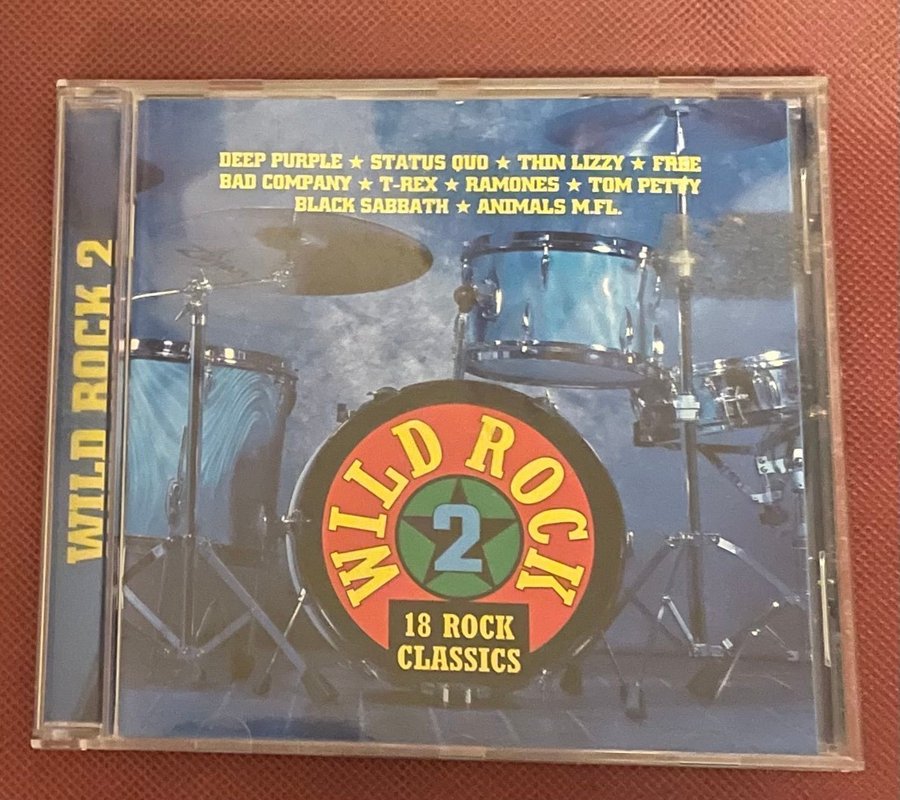 DEEP PURPLE ★ STATUS QUO ★ THIN LIZZY ★ FREE
BAD COMPANY ★ T-REX ★ RAMONES ★ TOM PETTY
BLACK SABBATH ★ ANIMALS M.FL.
WILD ROCK 2
WILD ROCK
2
18 ROCK
CLASSICS